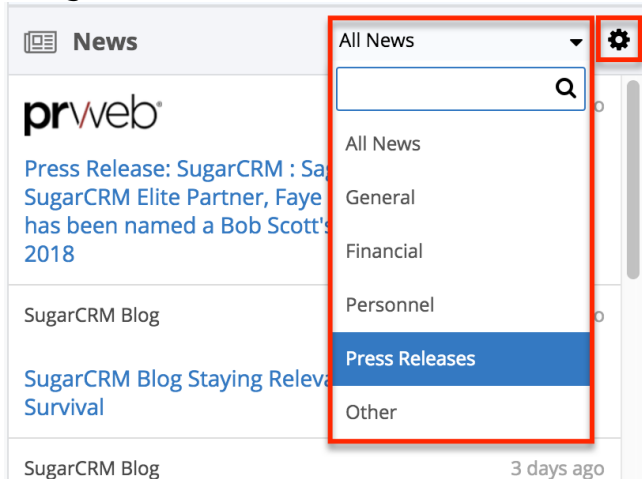 News
All News
prweb
Press Release: SugarCRM : Sa
SugarCRM Elite Partner, Faye
has been named a Bob Scott's
2018
All News
General
Financial
Personnel
Press Releases
Other
SugarCRM Blog
SugarCRM Blog Staying Releva
Survival
SugarCRM Blog
3 days ago